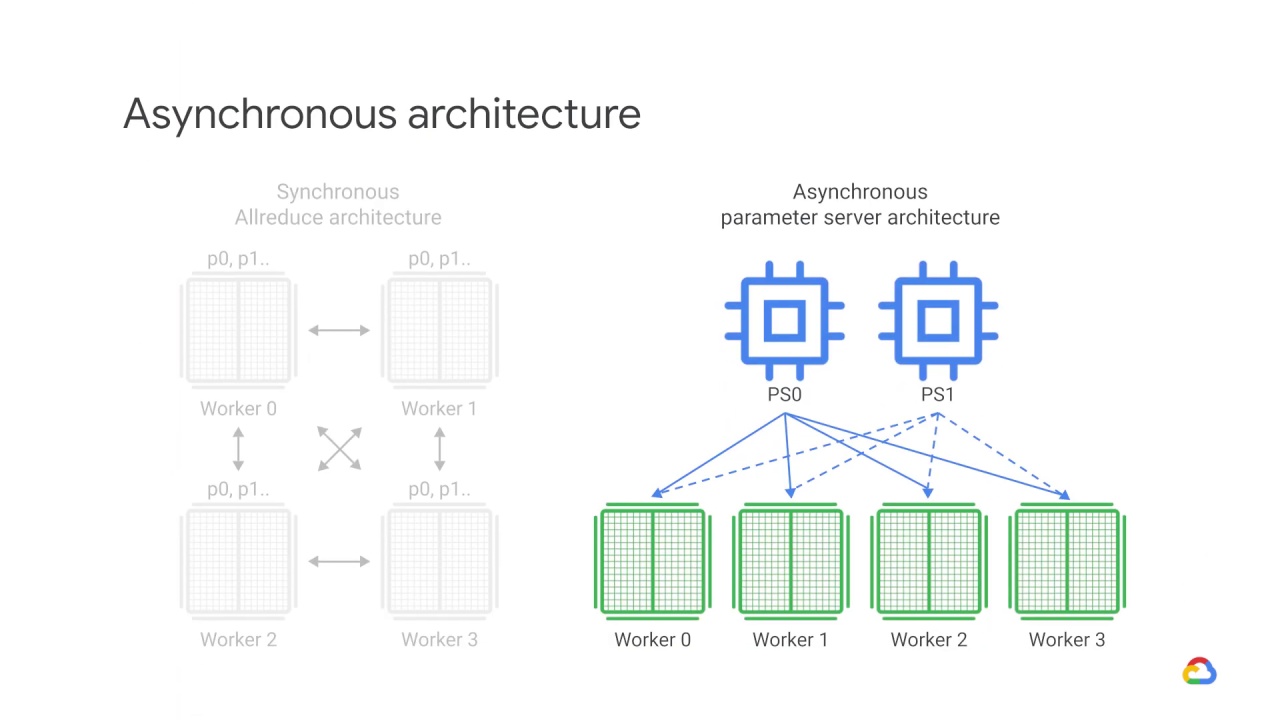 Asynchronous architecture
Synchronous
Allreduce architecture
p0, p1..
p0, p1..
Worker 0
Worker 1
p0, p1..
p0, p1..
Worker 2
Worker 3
Asynchronous
parameter server architecture
PS0
PS1
Worker 0
Worker 1
Worker 2
Worker 3